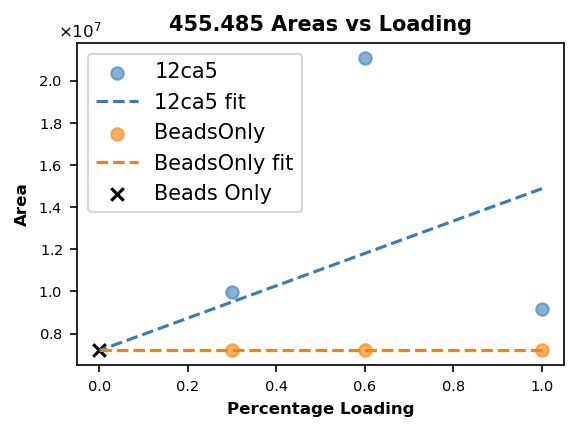 455.485 Areas vs Loading
×10⁷
12ca5
12ca5 fit
BeadsOnly
BeadsOnly fit
Beads Only
Area
2.0
1.8
1.6
1.4
1.2
1.0
0.8
0.0 0.2 0.4 0.6 0.8 1.0
Percentage Loading